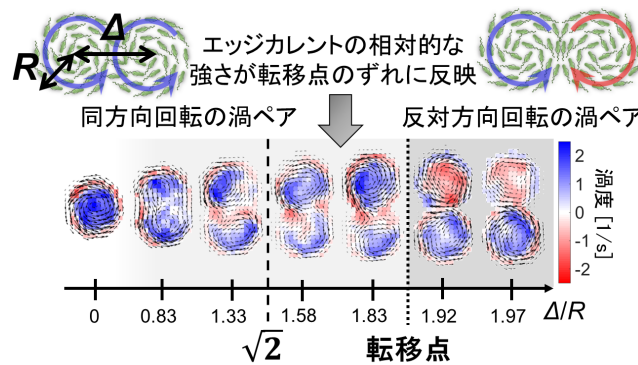 Δ
R
エッジカレントの相対的な
強さが転移点のずれに反映
同方向回転の渦ペア
反対方向回転の渦ペア
2
1
0
-1
-2
渦度 [1/s]
0 0.83 1.33 1.58 1.83 1.92 1.97 Δ/R
√2 転移点